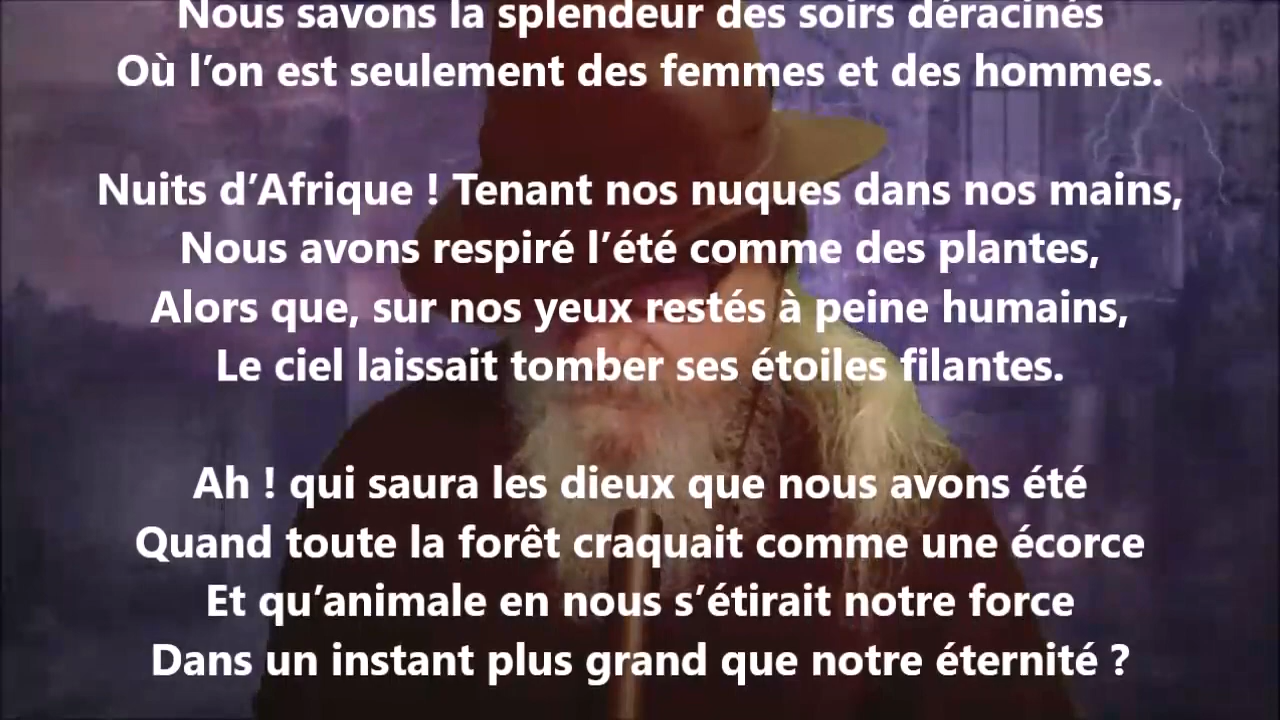 Nous savons la splendeur des soirs déracinés
Où l’on est seulement des femmes et des hommes.
Nuits d’Afrique ! Tenant nos nuques dans nos mains,
Nous avons respiré l’été comme des plantes,
Alors que, sur nos yeux restés à peine humains,
Le ciel laissait tomber ses étoiles filantes.
Ah ! qui saura les dieux que nous avons été
Quand toute la forêt craquait comme une écorce
Et qu’animale en nous s’étirait notre force
Dans un instant plus grand que notre éternité ?